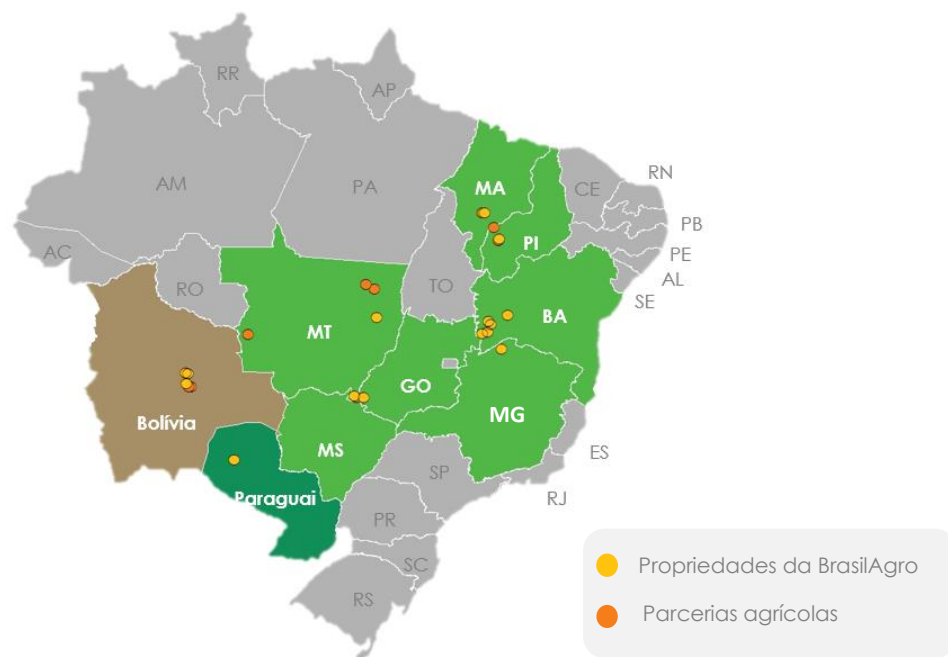 RR
AP
AM
PA
MA
CE
RN
PB
PI
PE
AL
AC
RO
TO
SE
BA
MT
GO
MG
Bolívia
MS
ES
SP
Paraguai
RJ
PR
SC
RS
Propriedades da BrasilAgro
Parcerias agrícolas